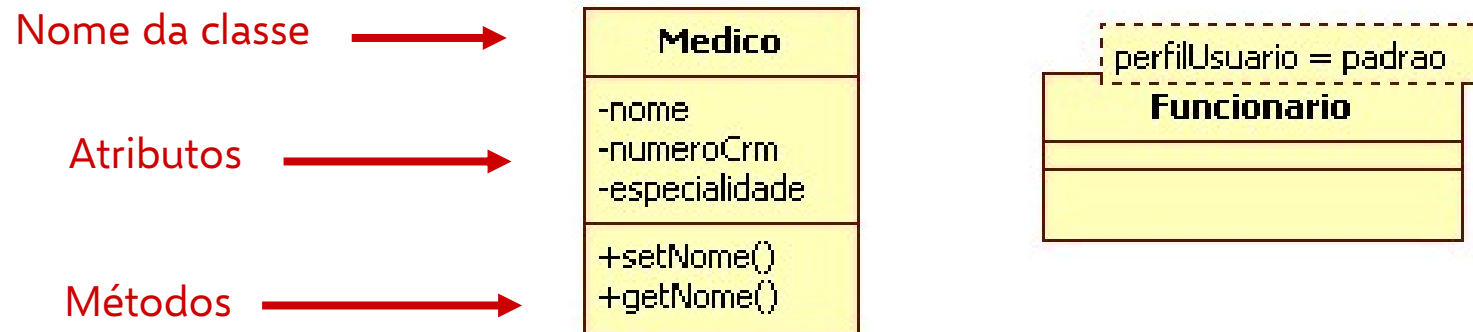 Nome da classe
Medico
perfilUsuario = padrao
Funcionario
Atributos
-nome
-numeroCrm
-especialidade
Métodos
+setNome()
+getNome()